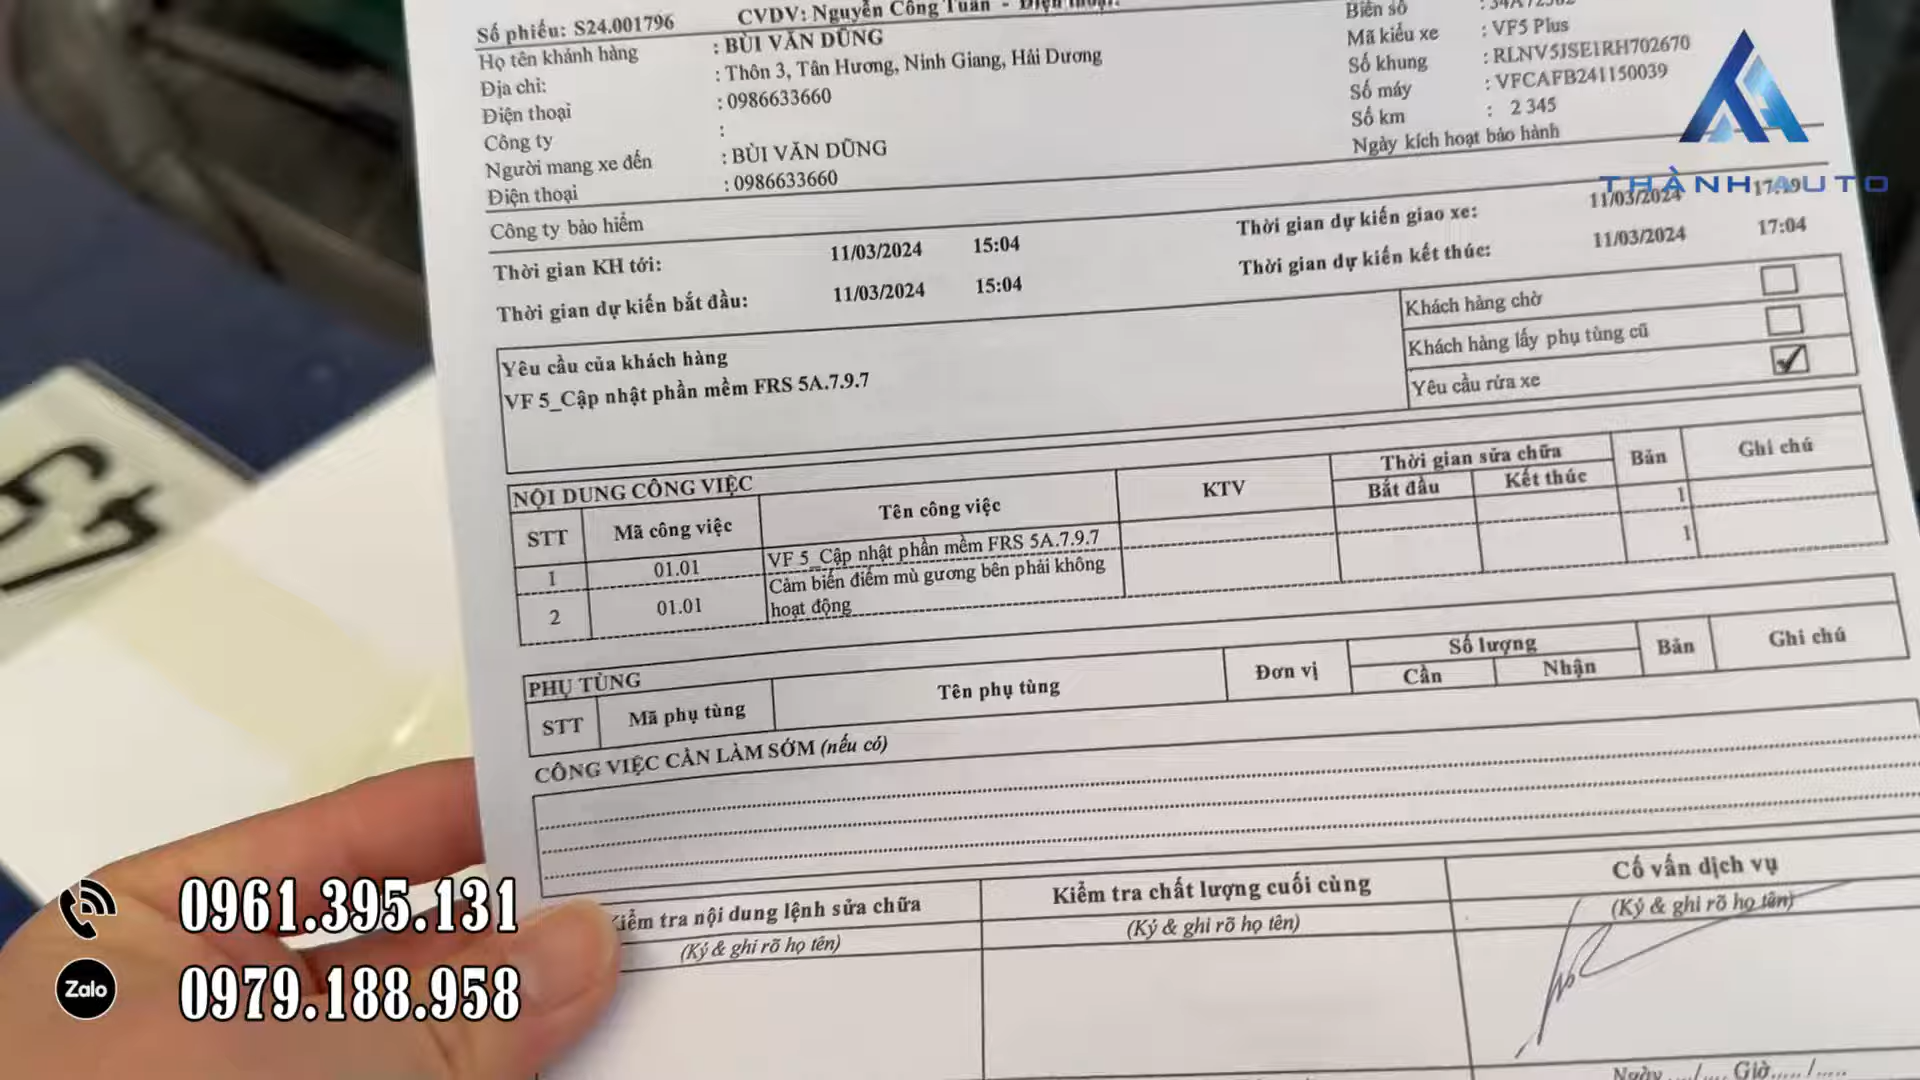 Số phiếu: S24.001796
CVDV: Nguyễn Công Tuấn - Điện thoại:
Họ tên khánh hàng : BÙI VĂN DŨNG
Địa chỉ: : Thôn 3, Tân Hương, Ninh Giang, Hải Dương
Điện thoại : 0986633660
Công ty :
Người mang xe đến : BÙI VĂN DŨNG
Điện thoại : 0986633660
Biển số
Mã kiểu xe : VF5 Plus
Số khung : RLNV5JSE1RH702670
Số máy : VFCAFB241150039
Số km : 2 345
Ngày kích hoạt bảo hành
THÀNH AUTO
Công ty bảo hiểm
Thời gian KH tới: 11/03/2024 15:04
Thời gian dự kiến giao xe: 11/03/2024
Thời gian dự kiến bắt đầu: 11/03/2024 15:04
Thời gian dự kiến kết thúc: 11/03/2024 17:04
Yêu cầu của khách hàng
VF 5_Cập nhật phần mềm FRS 5A.7.9.7
Khách hàng chờ
Khách hàng lấy phụ tùng cũ
Yêu cầu rửa xe
NỘI DUNG CÔNG VIỆC
STT Mã công việc Tên công việc KTV Thời gian sửa chữa Bản Ghi chú
Bắt đầu Kết thúc
1 01.01 VF 5_Cập nhật phần mềm FRS 5A.7.9.7 1
2 01.01 Cảm biến điểm mù gương bên phải không 1
hoạt động
PHỤ TÙNG
STT Mã phụ tùng Tên phụ tùng Đơn vị Số lượng Bản Ghi chú
Cần Nhận
CÔNG VIỆC CẦN LÀM SỚM (nếu có)
Kiểm tra nội dung lệnh sửa chữa
(Ký & ghi rõ họ tên)
Kiểm tra chất lượng cuối cùng
(Ký & ghi rõ họ tên)
Cố vấn dịch vụ
(Ký & ghi rõ họ tên)
Ngày..../.... Giờ...../.....
0961.395.131
Zalo
0979.188.958